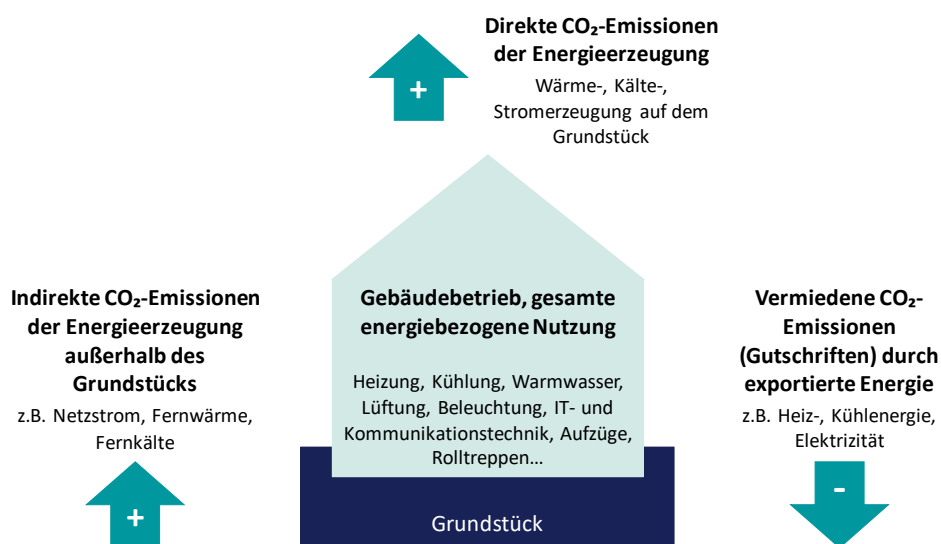 Direkte CO₂-Emissionen
der Energieerzeugung
Wärme-, Kälte-,
Stromerzeugung auf dem
Grundstück
+
Indirekte CO₂-Emissionen
der Energieerzeugung
außerhalb des
Grundstücks
z.B. Netzstrom, Fernwärme,
Fernkälte
+
Gebäudebetrieb, gesamte
energiebezogene Nutzung
Heizung, Kühlung, Warmwasser,
Lüftung, Beleuchtung, IT- und
Kommunikationstechnik, Aufzüge,
Rolltreppen...
Grundstück
Vermiedene CO₂-
Emissionen
(Gutschriften) durch
exportierte Energie
z.B. Heiz-, Kühlenergie,
Elektrizität
-